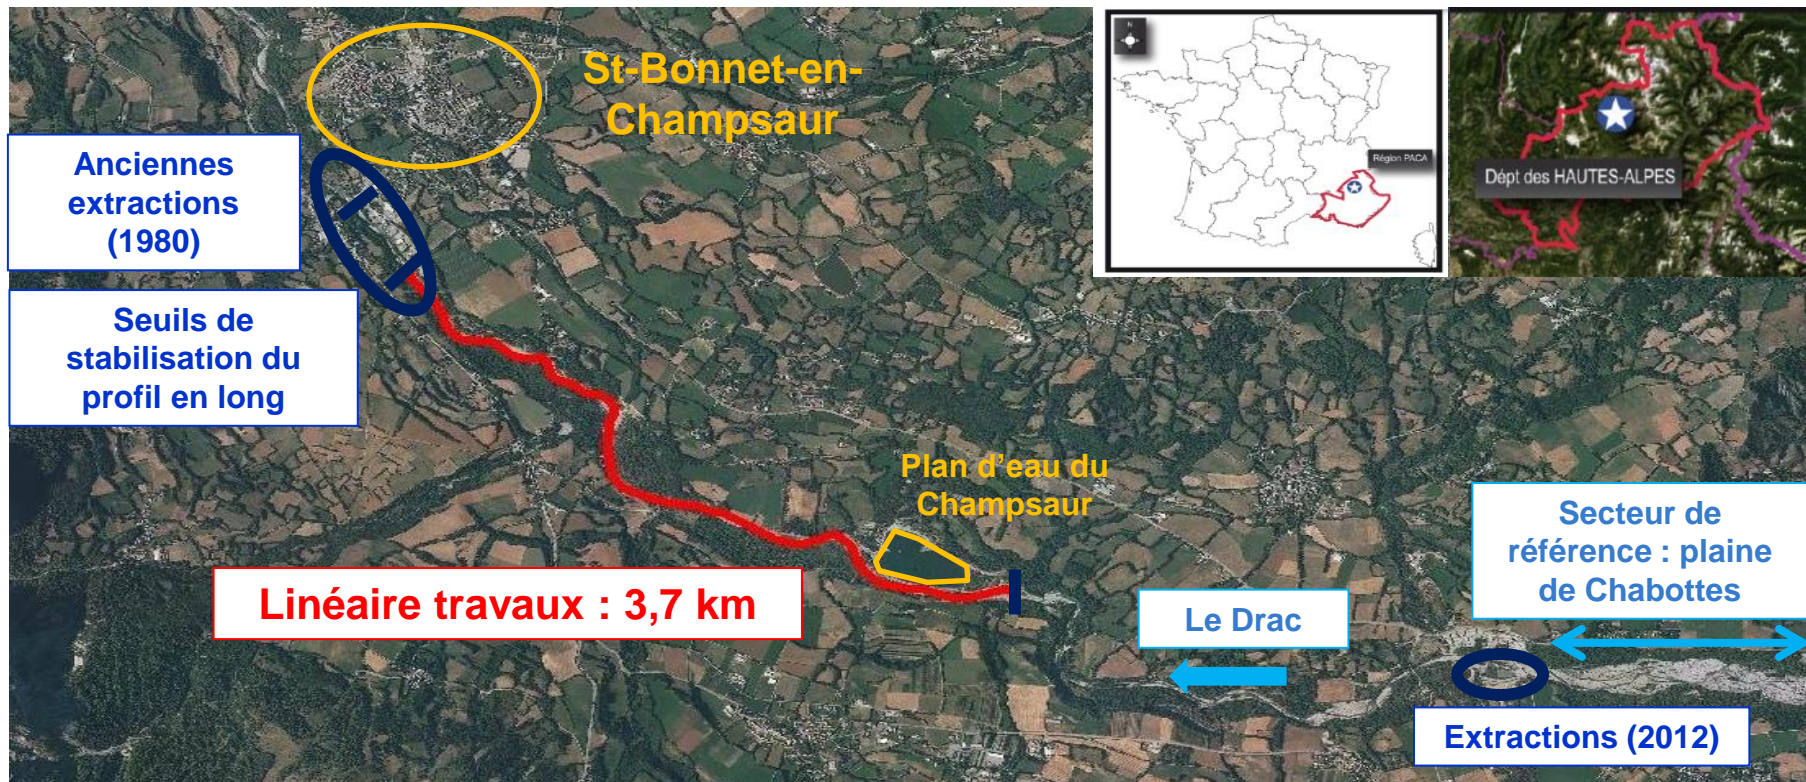 St-Bonnet-en-
Champsaur
Anciennes
extractions
(1980)
Seuils de
stabilisation du
profil en long
N
Région PACA
Dépt des HAUTES-ALPES
Plan d’eau du
Champsaur
Linéaire travaux : 3,7 km
Le Drac
Secteur de
référence : plaine
de Chabottes
Extractions (2012)